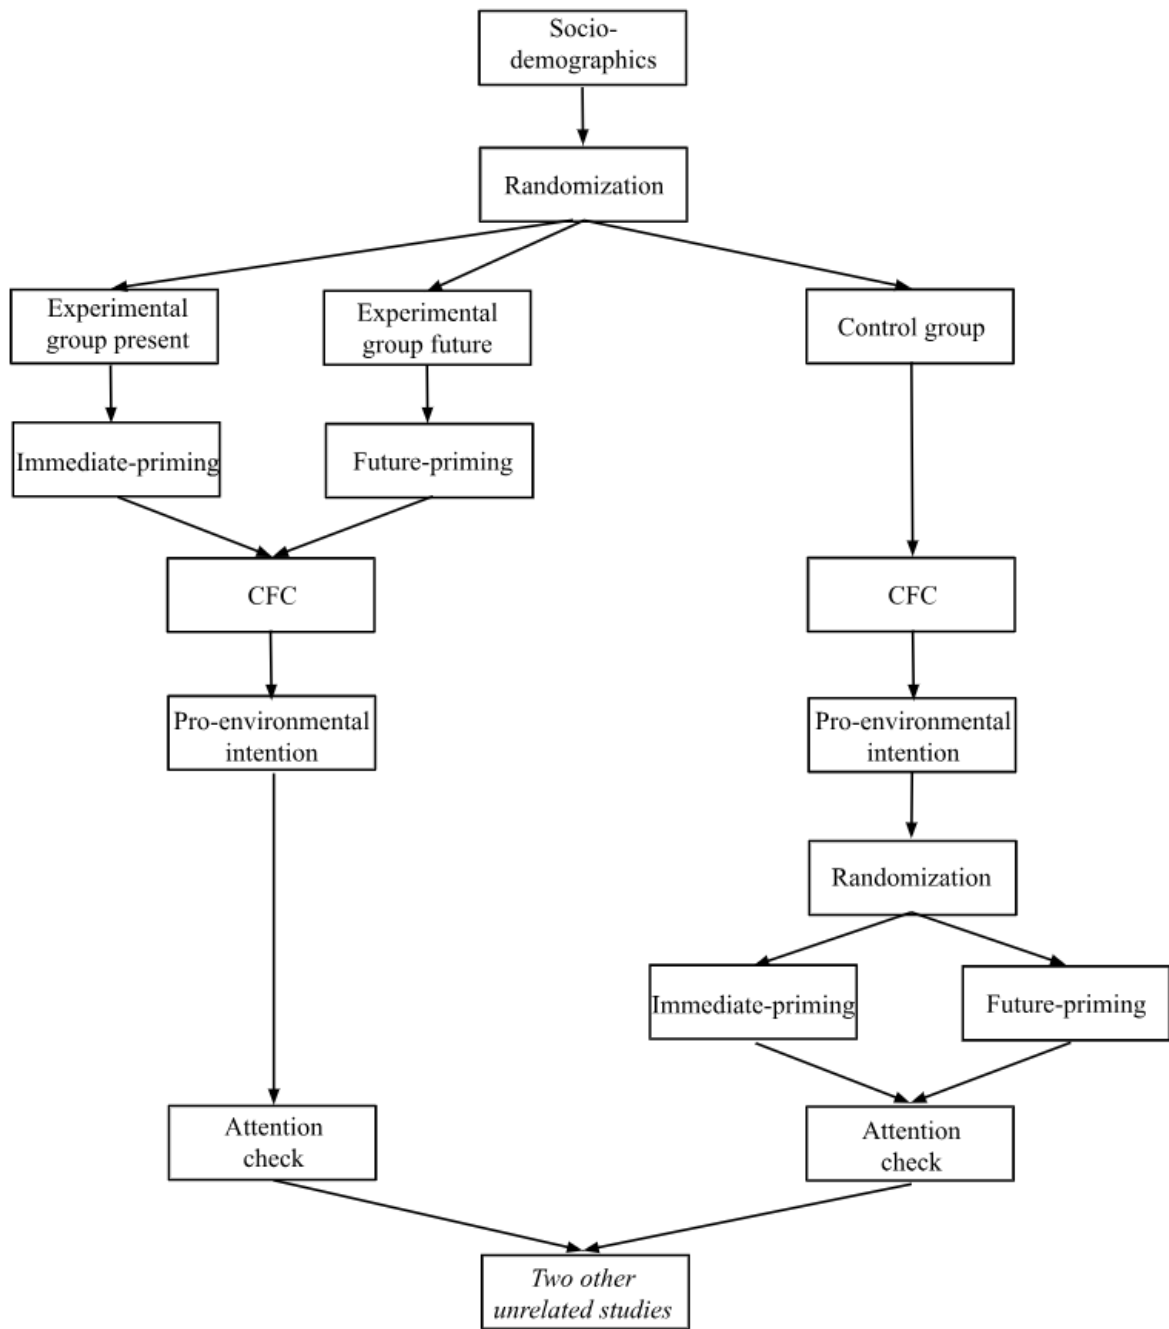 Socio-
demographics
Randomization
Experimental
group present
Experimental
group future
Control group
Immediate-priming
Future-priming
CFC
CFC
Pro-environmental
intention
Pro-environmental
intention
Randomization
Immediate-priming
Future-priming
Attention
check
Attention
check
Two other
unrelated studies